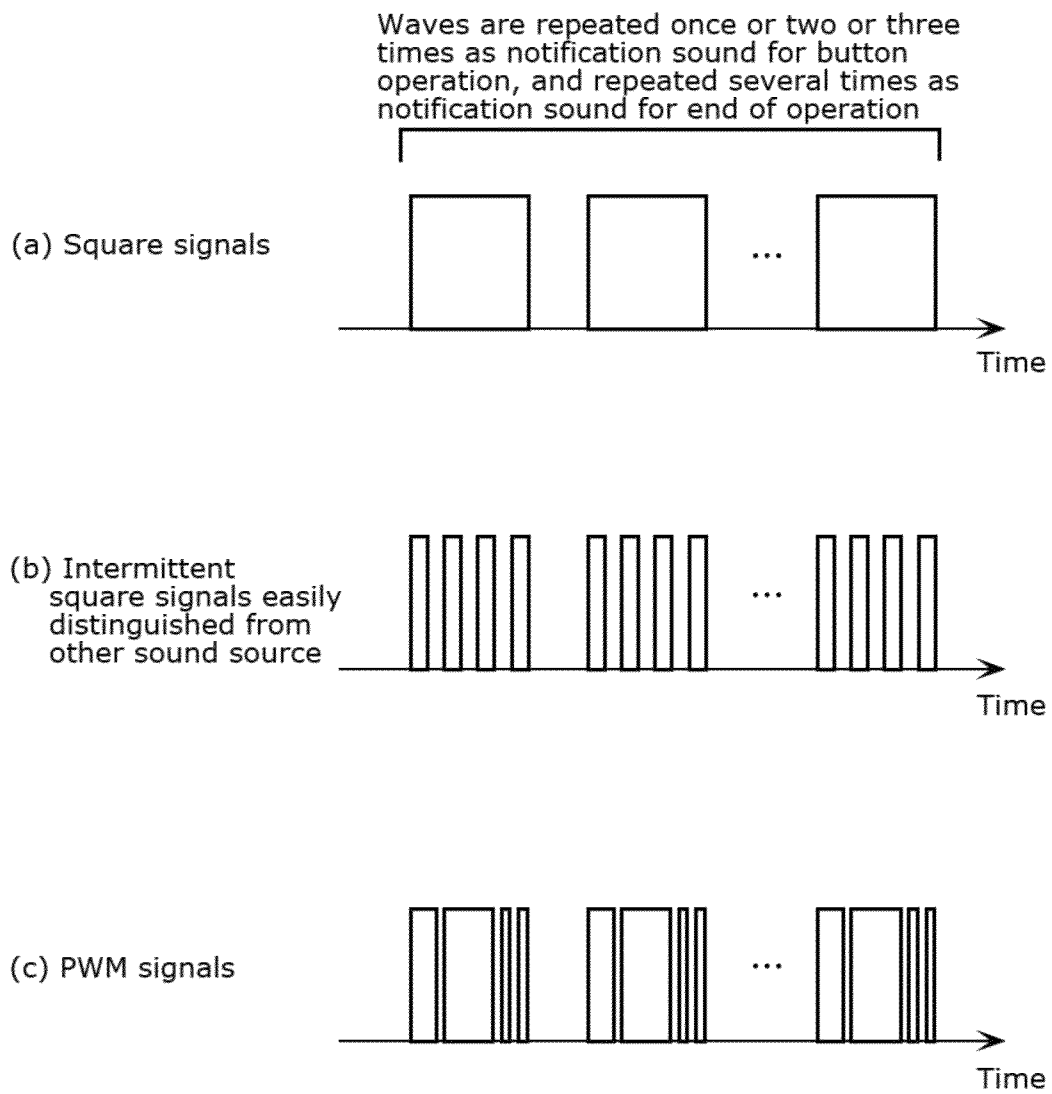 Waves are repeated once or two or three
times as notification sound for button
operation, and repeated several times as
notification sound for end of operation
(a) Square signals
...
Time
(b) Intermittent
square signals easily
distinguished from
other sound source
...
Time
(c) PWM signals
...
Time